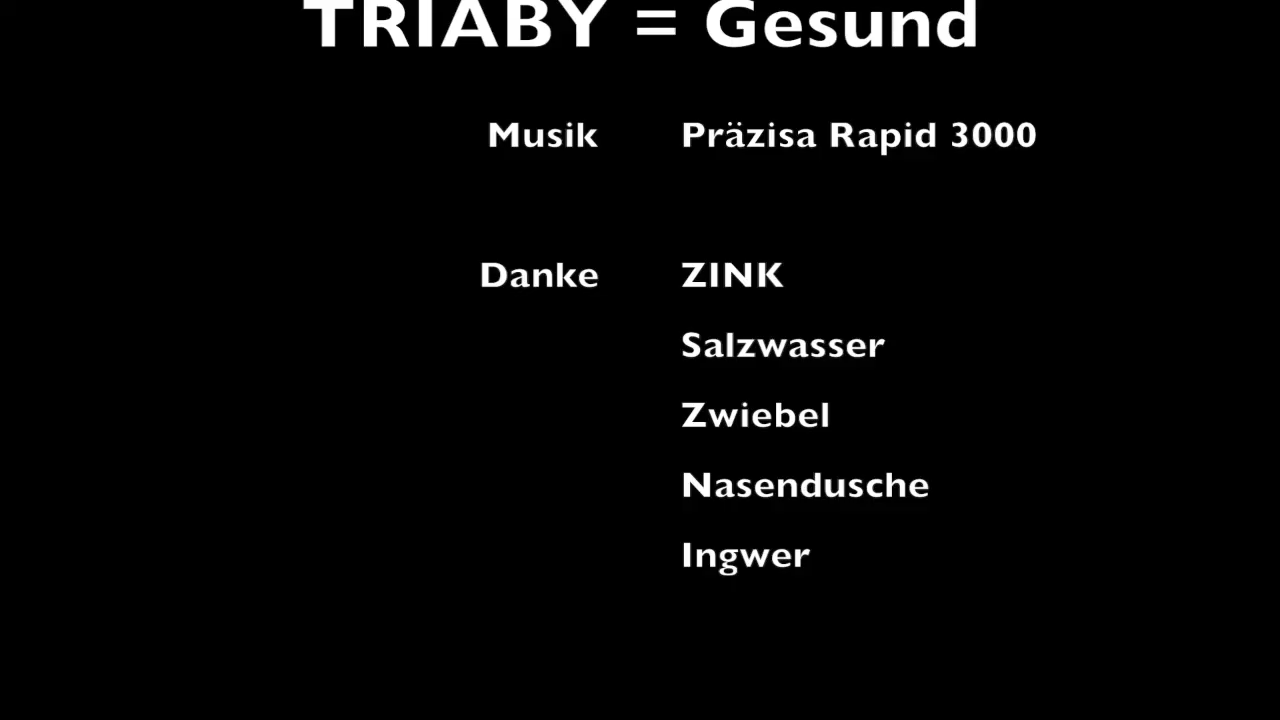 TRIABY = Gesund
Musik Präzisa Rapid 3000
Danke ZINK
Salzwasser
Zwiebel
Nasendusche
Ingwer